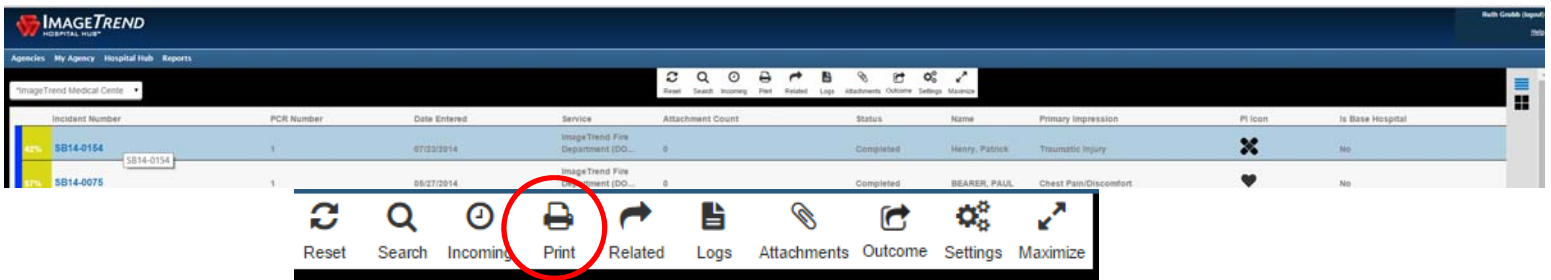 IMAGETREND
HOSPITAL HUB™
Ruth Grubb (logout)
Help
Agencies My Agency Hospital Hub Reports
*ImageTrend Medical Cente
Reset Search Incoming Print Related Logs Attachments Outcome Settings Maximize
Incident Number PCR Number Date Entered Service Attachment Count Status Name Primary Impression PI Icon Is Base Hospital
42% SB14-0154 1 07/23/2014 ImageTrend Fire Department (DO... 0 Completed Henry, Patrick Traumatic Injury No
SB14-0154
37% SB14-0075 1 05/27/2014 ImageTrend Fire Department (DO... 0 Completed BEARER, PAUL Chest Pain/Discomfort No
Reset Search Incoming Print Related Logs Attachments Outcome Settings Maximize